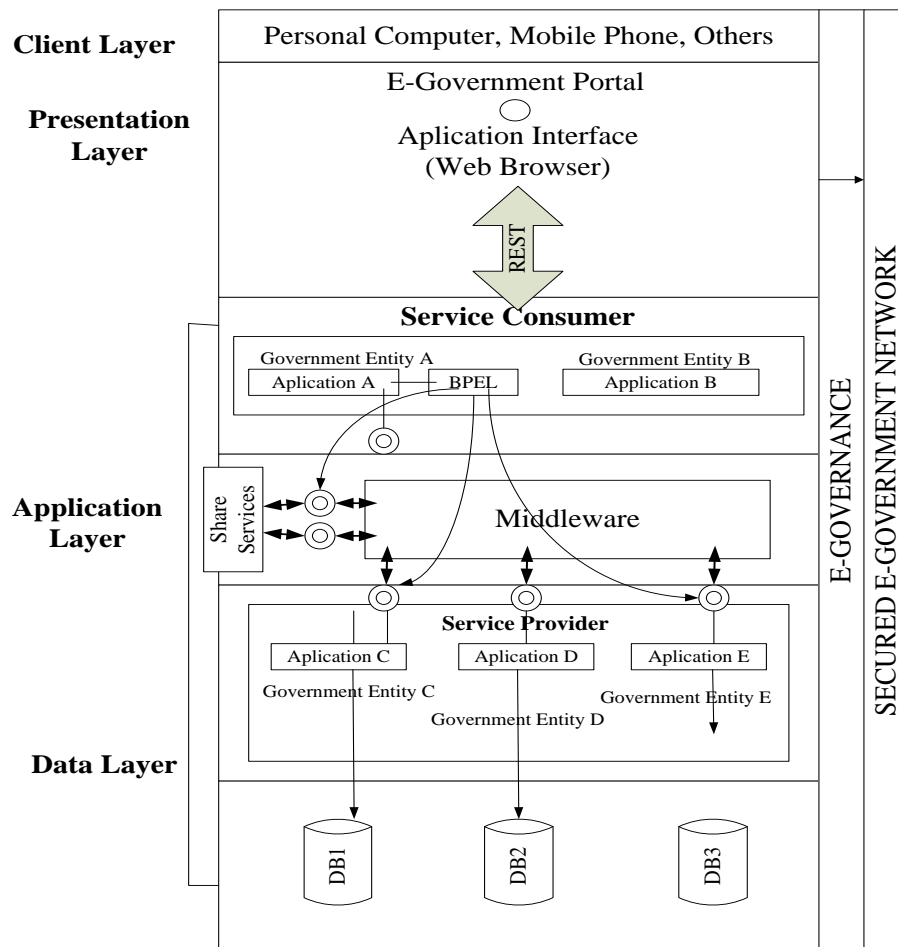 Client Layer
Personal Computer, Mobile Phone, Others
Presentation
Layer
E-Government Portal
Aplication Interface
(Web Browser)
REST
Service Consumer
Government Entity A
Aplication A
BPEL
Government Entity B
Application B
Application
Layer
Share
Services
Middleware
Service Provider
Aplication C
Government Entity C
Aplication D
Government Entity D
Aplication E
Government Entity E
Data Layer
DB1
DB2
DB3
E-GOVERNANCE
SECURED E-GOVERNMENT NETWORK